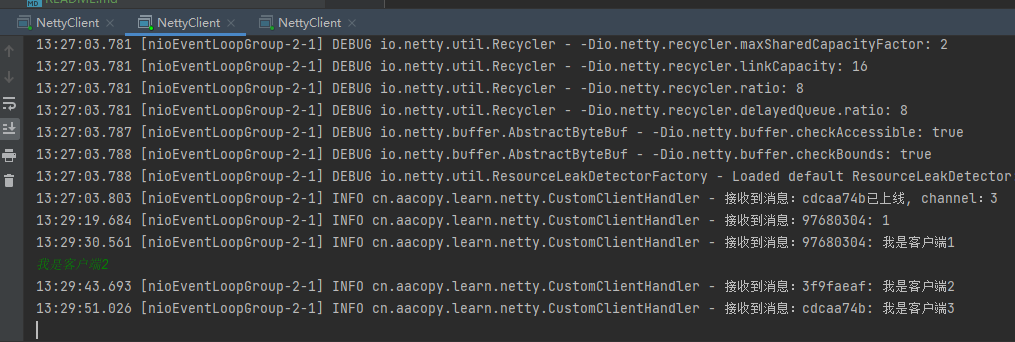 README.md
NettyClient NettyClient NettyClient
13:27:03.781 [nioEventLoopGroup-2-1] DEBUG io.netty.util.Recycler - -Dio.netty.recycler.maxSharedCapacityFactor: 2
13:27:03.781 [nioEventLoopGroup-2-1] DEBUG io.netty.util.Recycler - -Dio.netty.recycler.linkCapacity: 16
13:27:03.781 [nioEventLoopGroup-2-1] DEBUG io.netty.util.Recycler - -Dio.netty.recycler.ratio: 8
13:27:03.781 [nioEventLoopGroup-2-1] DEBUG io.netty.util.Recycler - -Dio.netty.recycler.delayedQueue.ratio: 8
13:27:03.787 [nioEventLoopGroup-2-1] DEBUG io.netty.buffer.AbstractByteBuf - -Dio.netty.buffer.checkAccessible: true
13:27:03.788 [nioEventLoopGroup-2-1] DEBUG io.netty.buffer.AbstractByteBuf - -Dio.netty.buffer.checkBounds: true
13:27:03.788 [nioEventLoopGroup-2-1] DEBUG io.netty.util.ResourceLeakDetectorFactory - Loaded default ResourceLeakDetector
13:27:03.803 [nioEventLoopGroup-2-1] INFO cn.aacopy.learn.netty.CustomClientHandler - 接收到消息：cdcaa74b已上线, channel：3
13:29:19.684 [nioEventLoopGroup-2-1] INFO cn.aacopy.learn.netty.CustomClientHandler - 接收到消息：97680304: 1
13:29:30.561 [nioEventLoopGroup-2-1] INFO cn.aacopy.learn.netty.CustomClientHandler - 接收到消息：97680304: 我是客户端1
我是客户端2
13:29:43.693 [nioEventLoopGroup-2-1] INFO cn.aacopy.learn.netty.CustomClientHandler - 接收到消息：3f9faeaf: 我是客户端2
13:29:51.026 [nioEventLoopGroup-2-1] INFO cn.aacopy.learn.netty.CustomClientHandler - 接收到消息：cdcaa74b: 我是客户端3